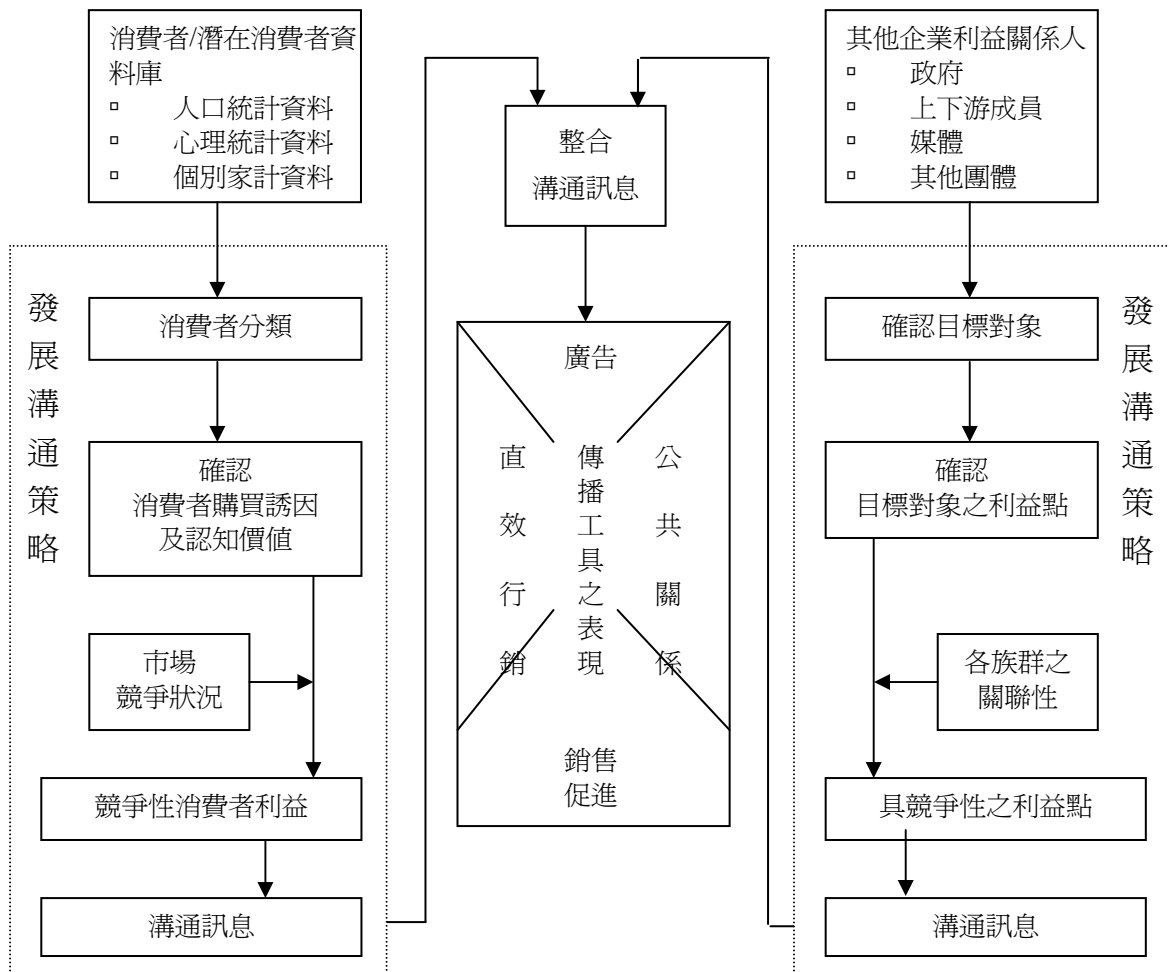 消費者/潛在消費者資
料庫
▫ 人口統計資料
▫ 心理統計資料
▫ 個別家計資料
發展溝通策略
消費者分類
確認
消費者購買誘因
及認知價值
市場
競爭狀況
競爭性消費者利益
溝通訊息
整合
溝通訊息
廣告
直效行銷
傳播工具之表現
公共關係
銷售
促進
其他企業利益關係人
▫ 政府
▫ 上下游成員
▫ 媒體
▫ 其他團體
發展溝通策略
確認目標對象
確認
目標對象之利益點
各族群之
關聯性
具競爭性之利益點
溝通訊息